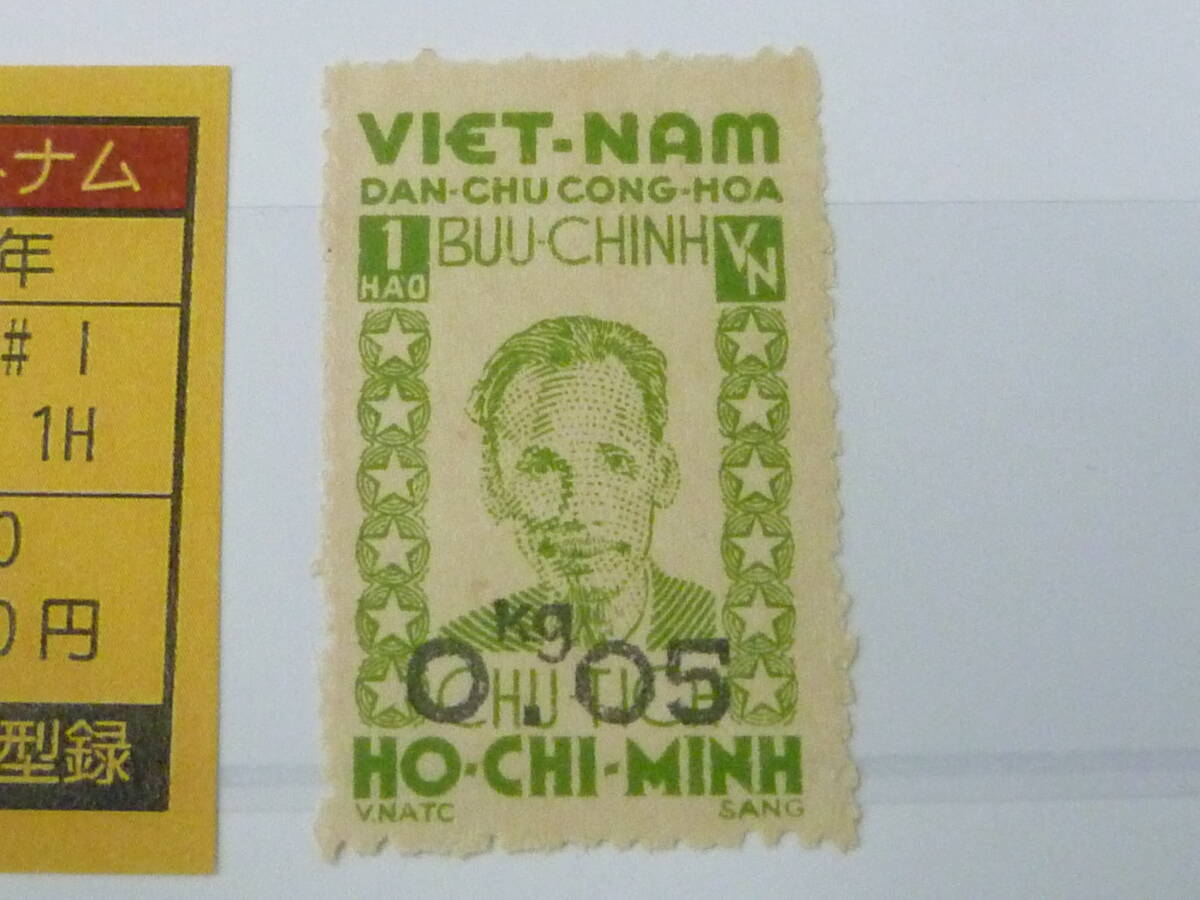 ナム
年
# 1
1H
0
0円
型録
VIET-NAM
DAN-CHU CONG-HOA
1 BUU-CHINH VN
HAO
kg
0.05
CHU-TICH
HO-CHI-MINH
V.NATC SANG